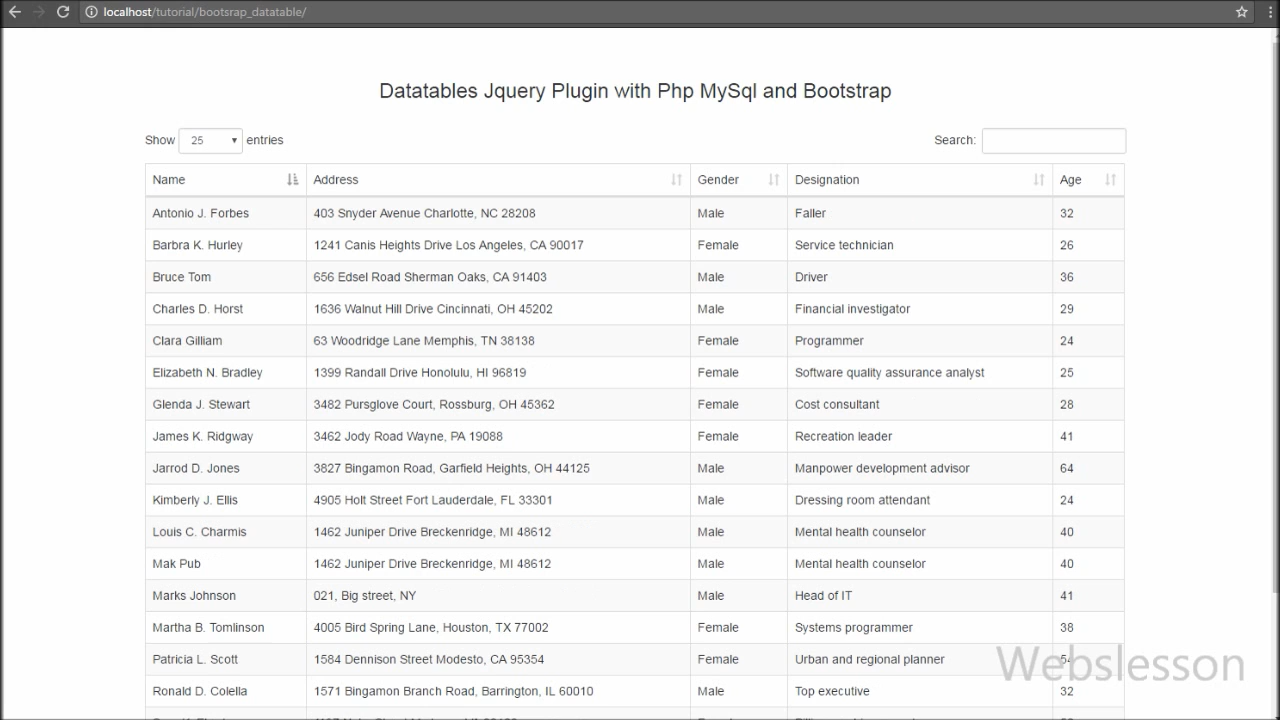 localhost/tutorial/bootsrap_datatable/
Datatables Jquery Plugin with Php MySql and Bootstrap
Show 25 entries Search:
Name Address Gender Designation Age
Antonio J. Forbes 403 Snyder Avenue Charlotte, NC 28208 Male Faller 32
Barbra K. Hurley 1241 Canis Heights Drive Los Angeles, CA 90017 Female Service technician 26
Bruce Tom 656 Edsel Road Sherman Oaks, CA 91403 Male Driver 36
Charles D. Horst 1636 Walnut Hill Drive Cincinnati, OH 45202 Male Financial investigator 29
Clara Gilliam 63 Woodridge Lane Memphis, TN 38138 Female Programmer 24
Elizabeth N. Bradley 1399 Randall Drive Honolulu, HI 96819 Female Software quality assurance analyst 25
Glenda J. Stewart 3482 Pursglove Court, Rossburg, OH 45362 Female Cost consultant 28
James K. Ridgway 3462 Jody Road Wayne, PA 19088 Female Recreation leader 41
Jarrod D. Jones 3827 Bingamon Road, Garfield Heights, OH 44125 Male Manpower development advisor 64
Kimberly J. Ellis 4905 Holt Street Fort Lauderdale, FL 33301 Male Dressing room attendant 24
Louis C. Charmis 1462 Juniper Drive Breckenridge, MI 48612 Male Mental health counselor 40
Mak Pub 1462 Juniper Drive Breckenridge, MI 48612 Male Mental health counselor 40
Marks Johnson 021, Big street, NY Male Head of IT 41
Martha B. Tomlinson 4005 Bird Spring Lane, Houston, TX 77002 Female Systems programmer 38
Patricia L. Scott 1584 Dennison Street Modesto, CA 95354 Female Urban and regional planner 54
Ronald D. Colella 1571 Bingamon Branch Road, Barrington, IL 60010 Male Top executive 32
Webslesson